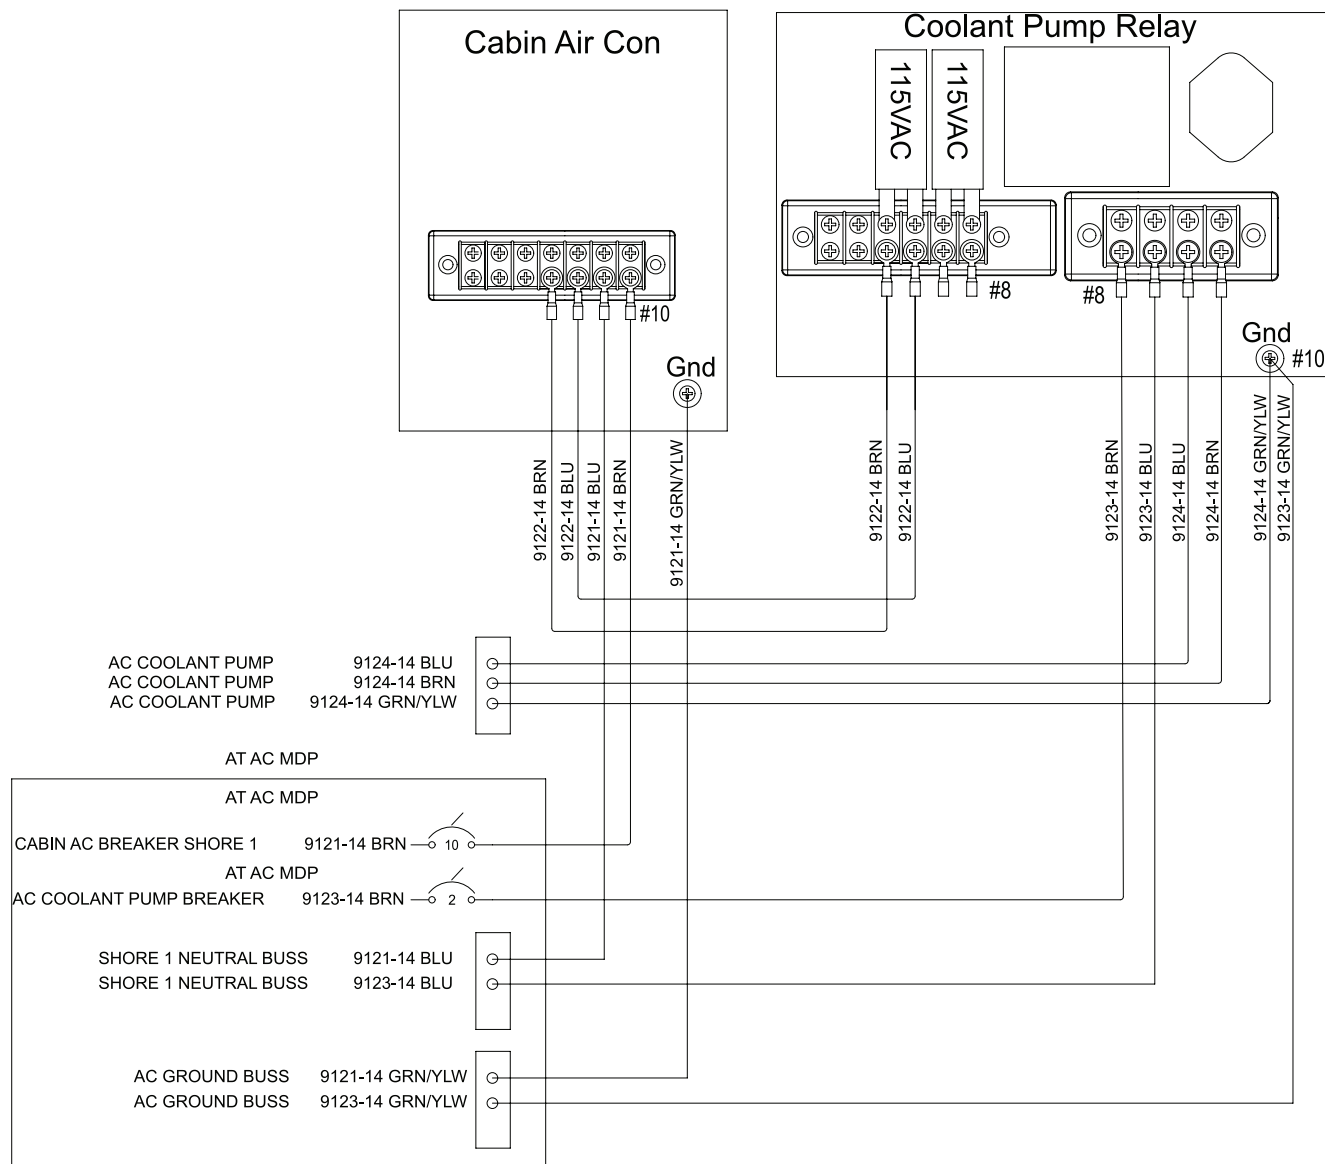 Cabin Air Con
Coolant Pump Relay
115VAC
115VAC
#10
#8
#8
Gnd
Gnd
#10
9122-14 BRN
9122-14 BLU
9121-14 BLU
9121-14 BRN
9121-14 GRN/YLW
9122-14 BRN
9122-14 BLU
9123-14 BRN
9123-14 BLU
9124-14 BLU
9124-14 BRN
9124-14 GRN/YLW
9123-14 GRN/YLW
AC COOLANT PUMP 9124-14 BLU
AC COOLANT PUMP 9124-14 BRN
AC COOLANT PUMP 9124-14 GRN/YLW
AT AC MDP
AT AC MDP
CABIN AC BREAKER SHORE 1 9121-14 BRN 10
AT AC MDP
AC COOLANT PUMP BREAKER 9123-14 BRN 2
SHORE 1 NEUTRAL BUSS 9121-14 BLU
SHORE 1 NEUTRAL BUSS 9123-14 BLU
AC GROUND BUSS 9121-14 GRN/YLW
AC GROUND BUSS 9123-14 GRN/YLW